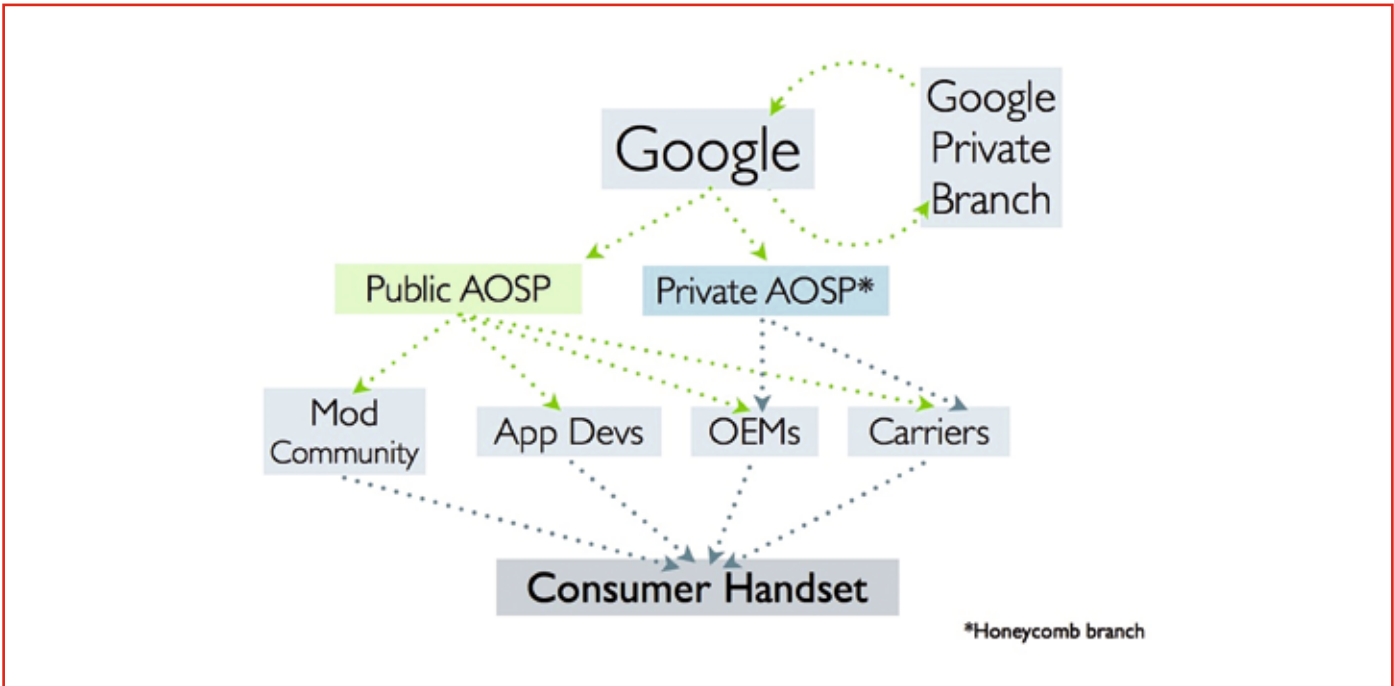 Google
Google
Private
Branch
Public AOSP
Private AOSP*
Mod
Community
App Devs
OEMs
Carriers
Consumer Handset
*Honeycomb branch